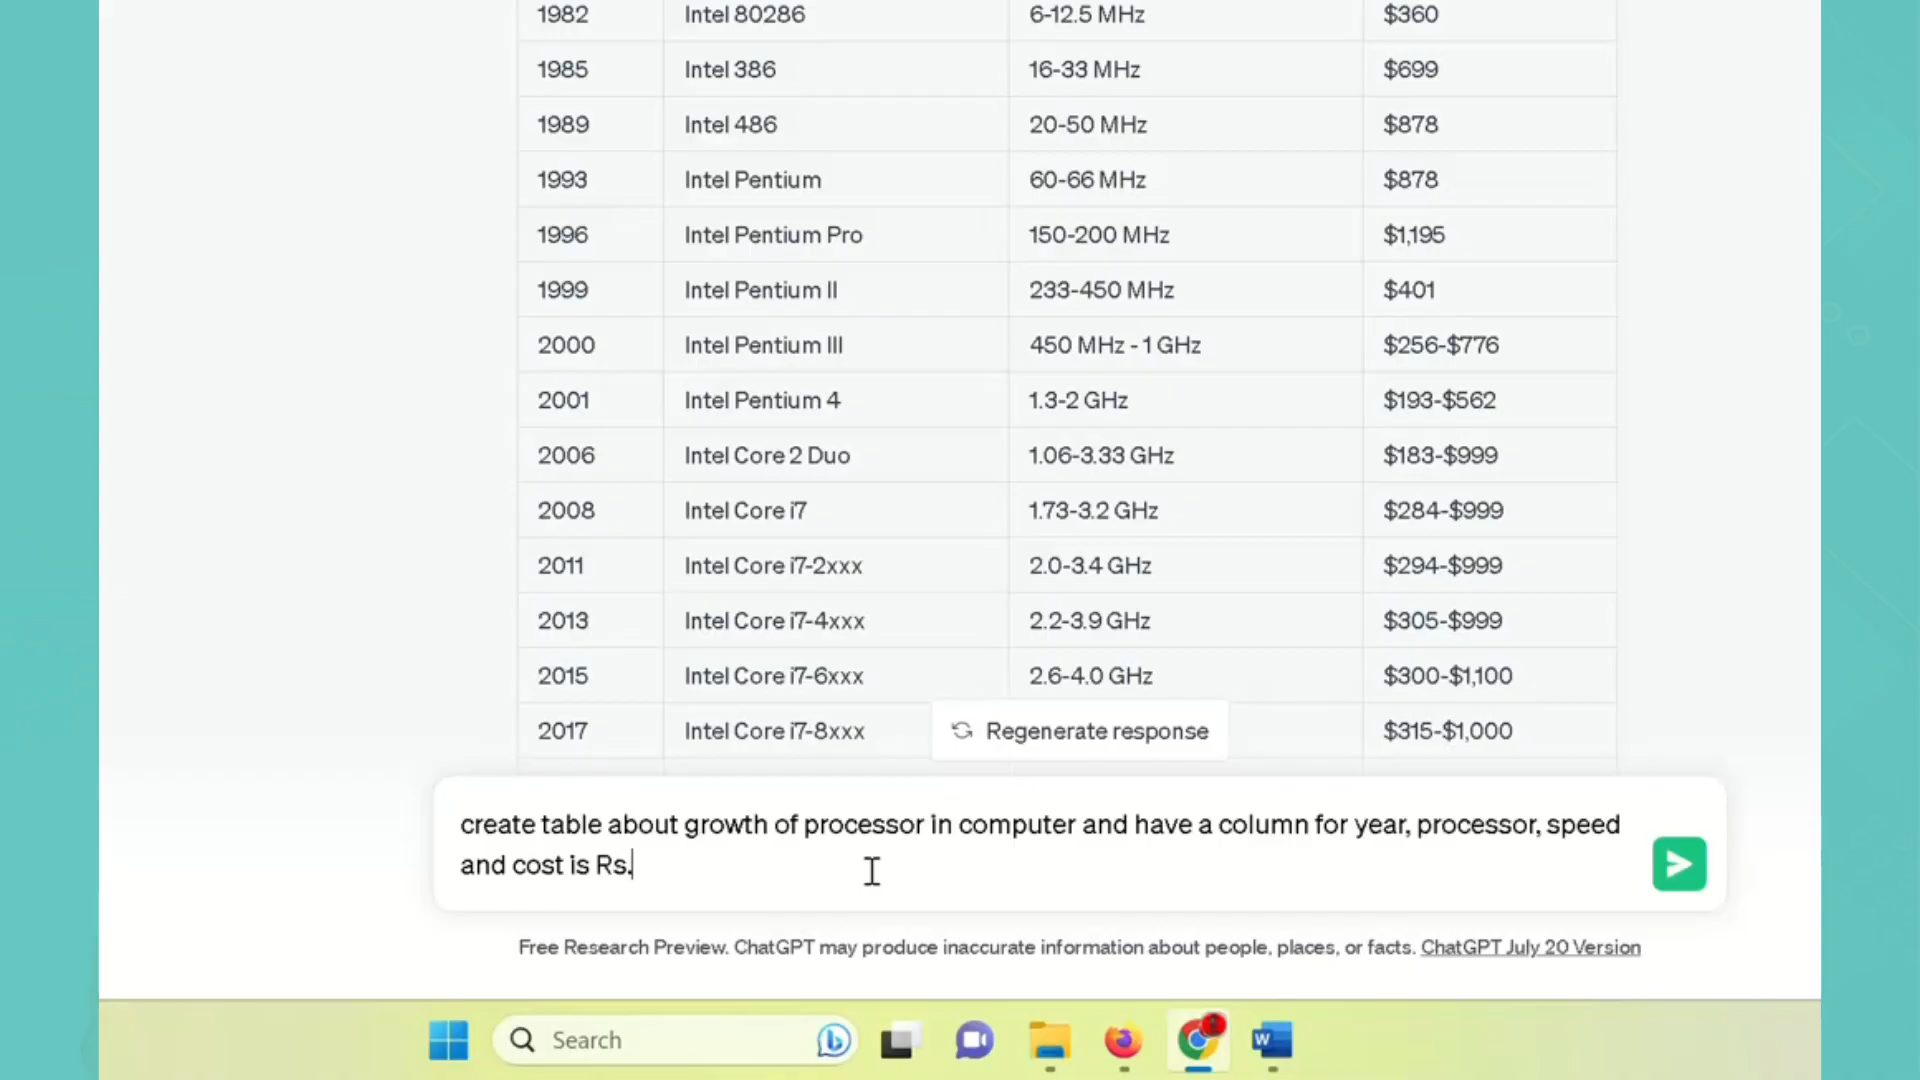 1982 Intel 80286 6-12.5 MHz $360
1985 Intel 386 16-33 MHz $699
1989 Intel 486 20-50 MHz $878
1993 Intel Pentium 60-66 MHz $878
1996 Intel Pentium Pro 150-200 MHz $1,195
1999 Intel Pentium II 233-450 MHz $401
2000 Intel Pentium III 450 MHz - 1 GHz $256-$776
2001 Intel Pentium 4 1.3-2 GHz $193-$562
2006 Intel Core 2 Duo 1.06-3.33 GHz $183-$999
2008 Intel Core i7 1.73-3.2 GHz $284-$999
2011 Intel Core i7-2xxx 2.0-3.4 GHz $294-$999
2013 Intel Core i7-4xxx 2.2-3.9 GHz $305-$999
2015 Intel Core i7-6xxx 2.6-4.0 GHz $300-$1,100
2017 Intel Core i7-8xxx Regenerate response $315-$1,000
create table about growth of processor in computer and have a column for year, processor, speed
and cost is Rs.
Free Research Preview. ChatGPT may produce inaccurate information about people, places, or facts. ChatGPT July 20 Version
Search